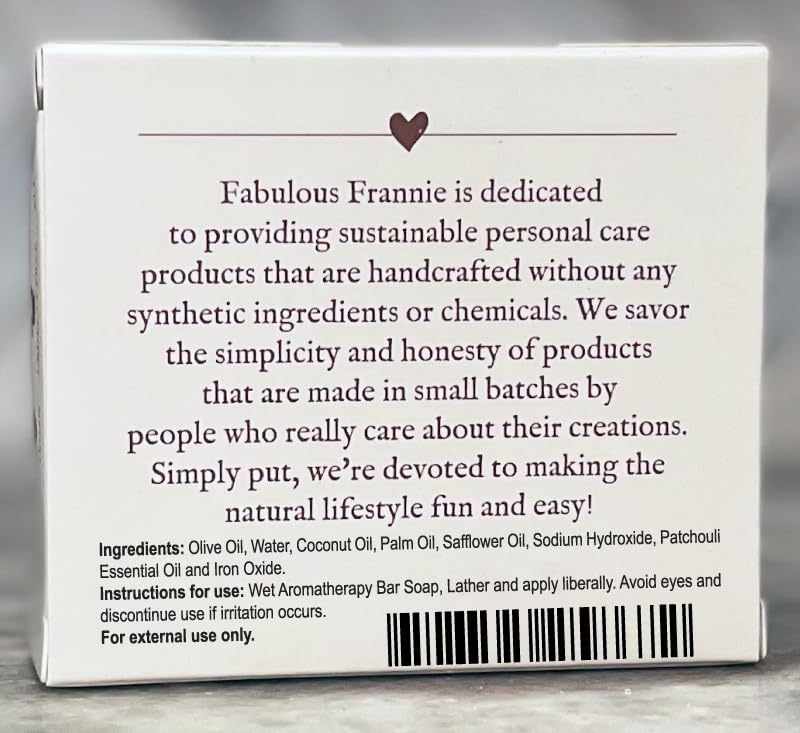 Fabulous Frannie is dedicated
to providing sustainable personal care
products that are handcrafted without any
synthetic ingredients or chemicals. We savor
the simplicity and honesty of products
that are made in small batches by
people who really care about their creations.
Simply put, we're devoted to making the
natural lifestyle fun and easy!
Ingredients: Olive Oil, Water, Coconut Oil, Palm Oil, Safflower Oil, Sodium Hydroxide, Patchouli
Essential Oil and Iron Oxide.
Instructions for use: Wet Aromatherapy Bar Soap, Lather and apply liberally. Avoid eyes and
discontinue use if irritation occurs.
For external use only.